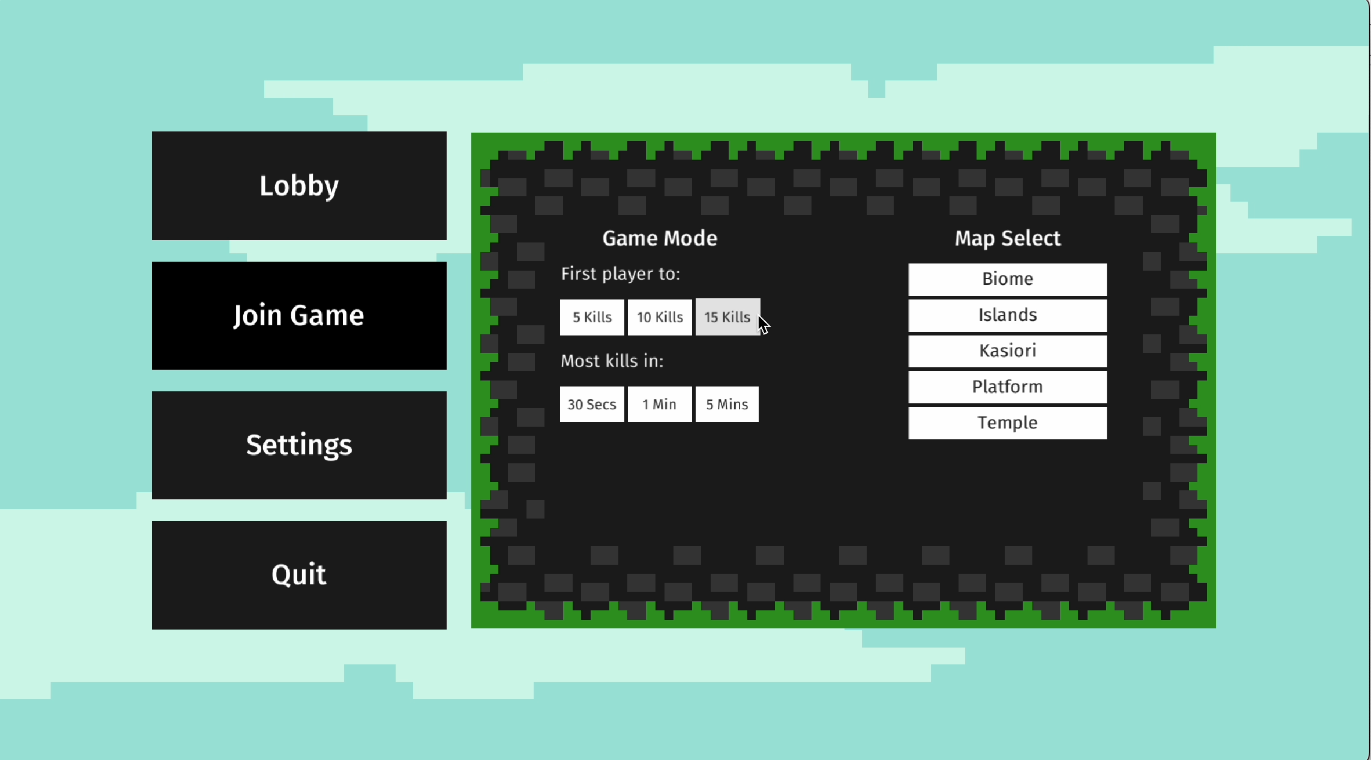 Lobby
Join Game
Settings
Quit
Game Mode
First player to:
5 Kills 10 Kills 15 Kills
Most kills in:
30 Secs 1 Min 5 Mins
Map Select
Biome
Islands
Kasiori
Platform
Temple